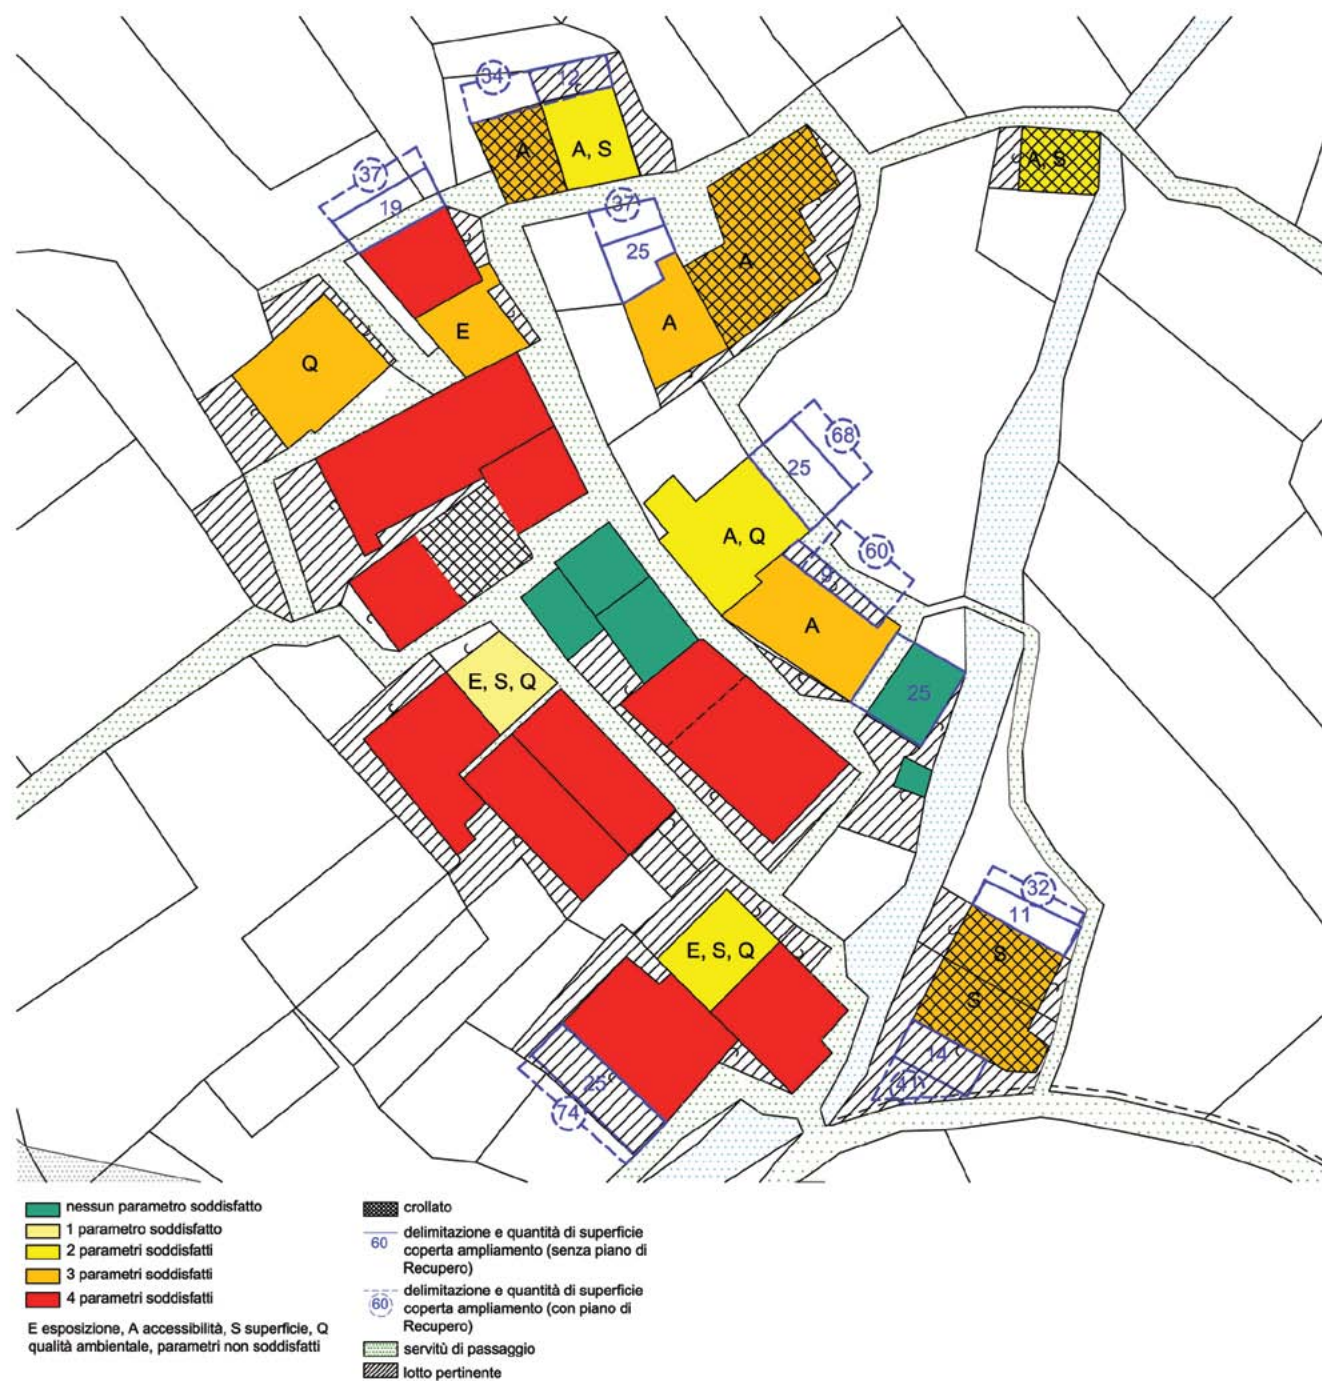 34
12
A
A, S
A, S
37
19
37
25
A
E
A
Q
68
25
A, Q
60
9
A
E, S, Q
25
32
11
E, S, Q
S
S
14
41
25
74
nessun parametro soddisfatto
1 parametro soddisfatto
2 parametri soddisfatti
3 parametri soddisfatti
4 parametri soddisfatti
E esposizione, A accessibilità, S superficie, Q
qualità ambientale, parametri non soddisfatti
crollato
60
delimitazione e quantità di superficie
coperta ampliamento (senza piano di
Recupero)
60
delimitazione e quantità di superficie
coperta ampliamento (con piano di
Recupero)
servitù di passaggio
lotto pertinente